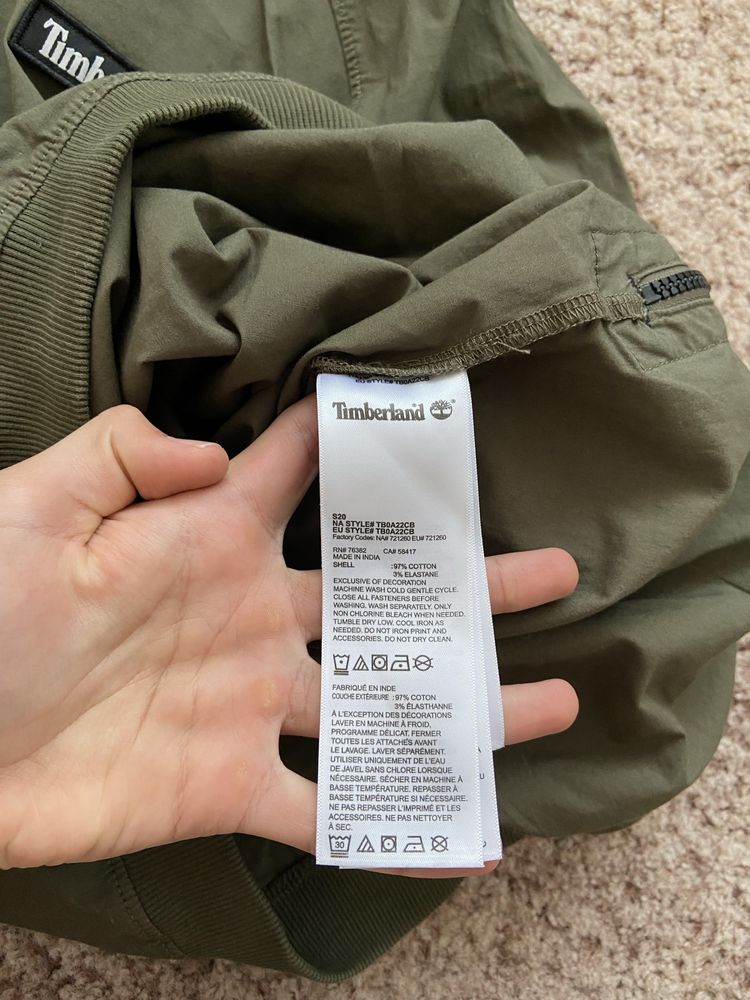 Timb
EU STYLE# TB0A22CB
Timberland
S20
NA STYLE# TB0A22CB
EU STYLE# TB0A22CB
Factory Codes: NA# 721260 EU# 721260
RN# 76382 CA# 58417
MADE IN INDIA
SHELL :97% COTTON
3% ELASTANE
EXCLUSIVE OF DECORATION
MACHINE WASH COLD GENTLE CYCLE.
CLOSE ALL FASTENERS BEFORE
WASHING. WASH SEPARATELY. ONLY
NON CHLORINE BLEACH WHEN NEEDED.
TUMBLE DRY LOW. COOL IRON AS
NEEDED. DO NOT IRON PRINT AND
ACCESSORIES. DO NOT DRY CLEAN.
FABRIQUÉ EN INDE
COUCHE EXTÉRIEURE :97% COTON
3% ÉLASTHANNE
À L'EXCEPTION DES DÉCORATIONS
LAVER EN MACHINE À FROID,
PROGRAMME DÉLICAT. FERMER
TOUTES LES ATTACHÉS AVANT
LE LAVAGE. LAVER SÉPARÉMENT.
UTILISER UNIQUEMENT DE L'EAU
DE JAVEL SANS CHLORE LORSQUE
NÉCESSAIRE. SÉCHER EN MACHINE À
BASSE TEMPÉRATURE. REPASSER À
BASSE TEMPÉRATURE SI NÉCESSAIRE.
NE PAS REPASSER L'IMPRIMÉ ET LES
ACCESSOIRES. NE PAS NETTOYER
À SEC.
30